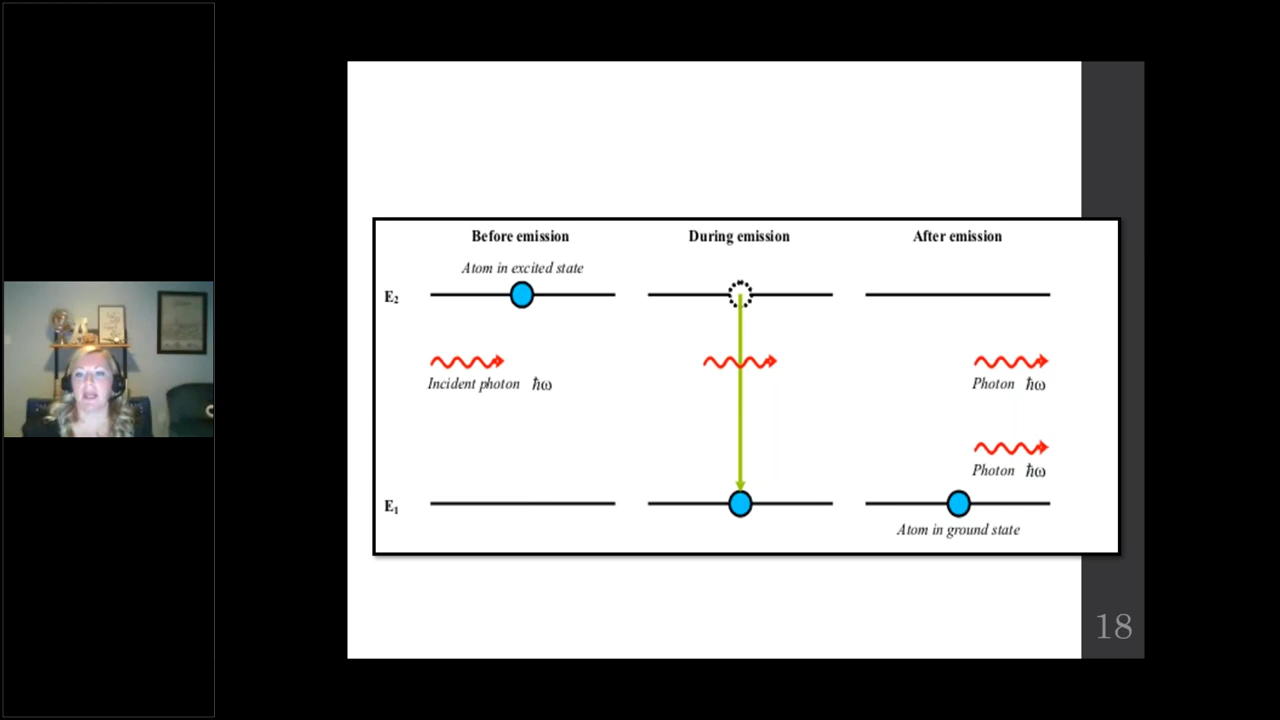 Before emission
During emission
After emission
Atom in excited state
E₂
Incident photon ħω
Photon ħω
Photon ħω
E₁
Atom in ground state
18